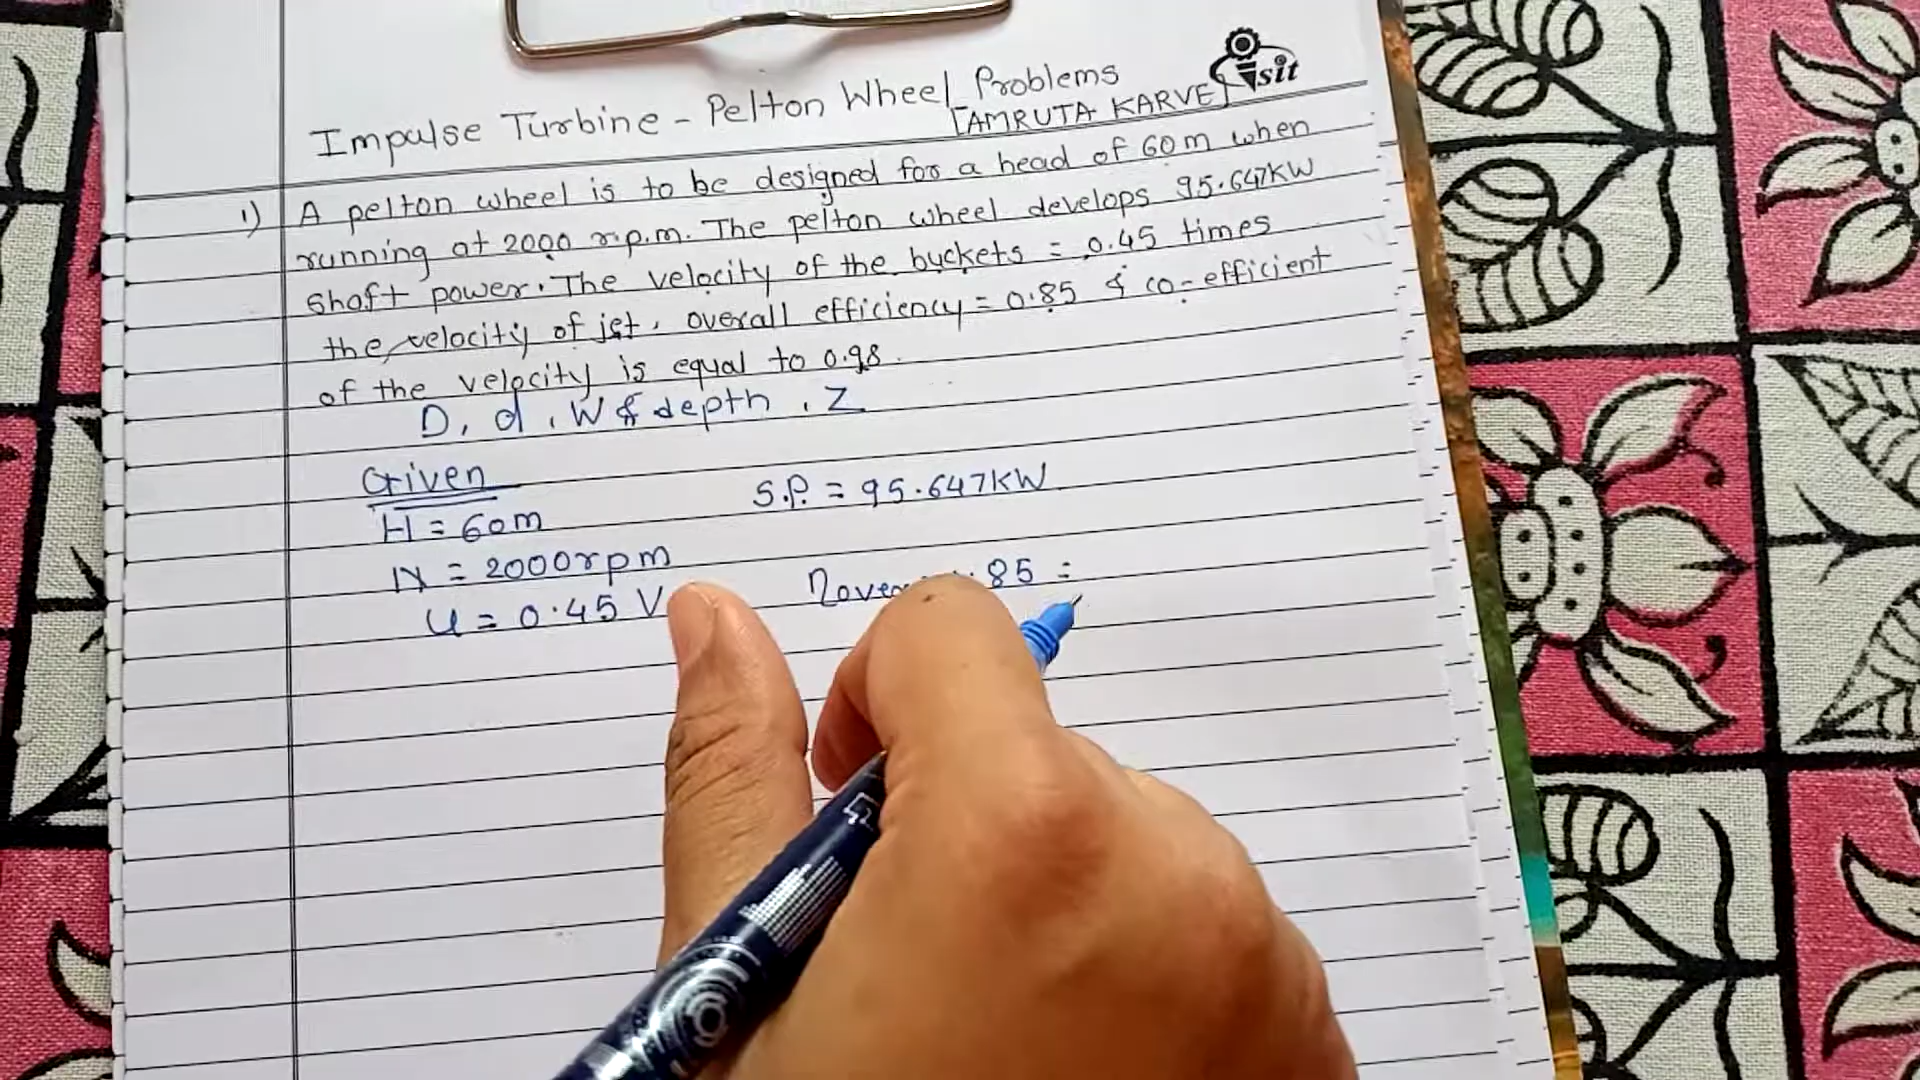 Impulse Turbine - Pelton Wheel Problems
[AMRUTA KARVE]
sit
1) A pelton wheel is to be designed for a head of 60m when
running at 2000 r.p.m. The pelton wheel develops 95.647KW
shaft power. The velocity of the buckets = 0.45 times
the velocity of jet, overall efficiency = 0.85 & co-efficient
of the velocity is equal to 0.98.
D, d, W & depth, Z
Given
H = 60m
S.P. = 95.647KW
N = 2000rpm
85 =
u = 0.45 V